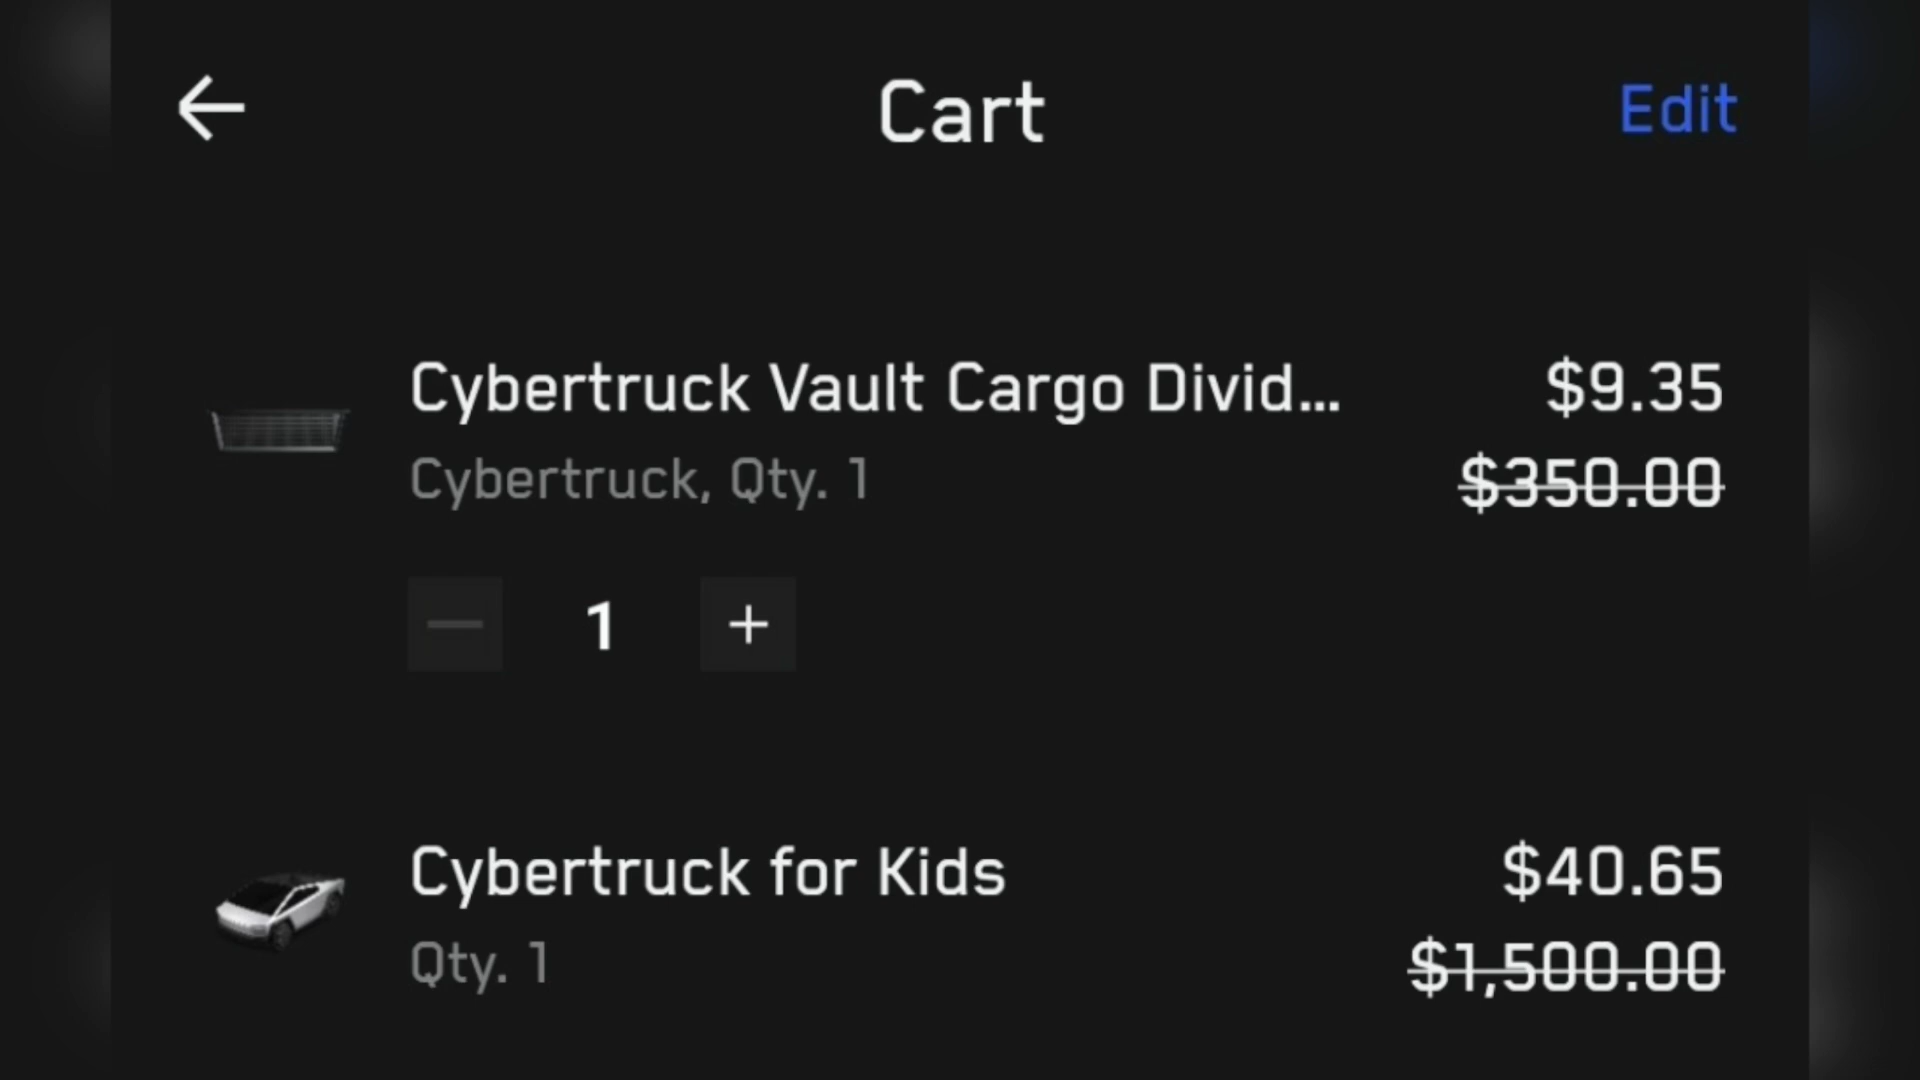 Cart
Edit
Cybertruck Vault Cargo Divid...
$9.35
Cybertruck, Qty. 1
$350.00
1
Cybertruck for Kids
$40.65
Qty. 1
$1,500.00